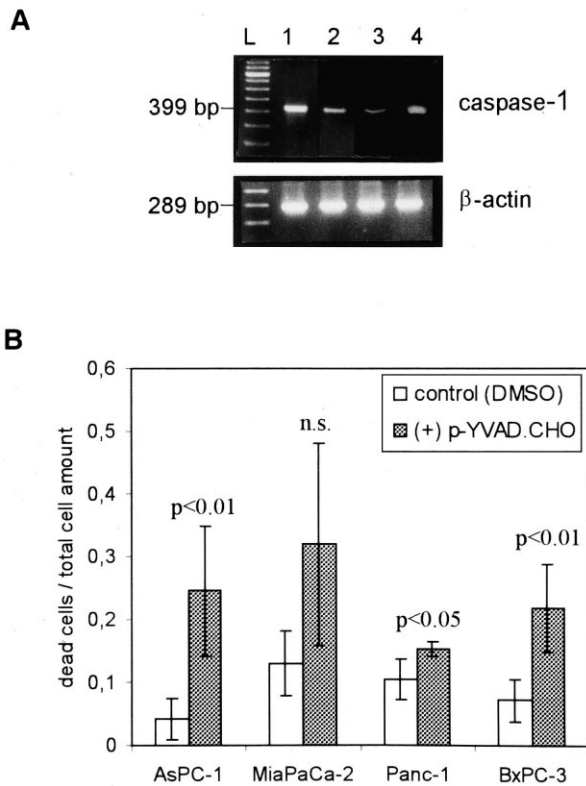 A
L 1 2 3 4
399 bp caspase-1
289 bp β-actin
B
dead cells / total cell amount
0,6
0,5
0,4
0,3
0,2
0,1
0
control (DMSO)
(+) p-YVAD.CHO
p<0.01
n.s.
p<0.05
p<0.01
AsPC-1 MiaPaCa-2 Panc-1 BxPC-3